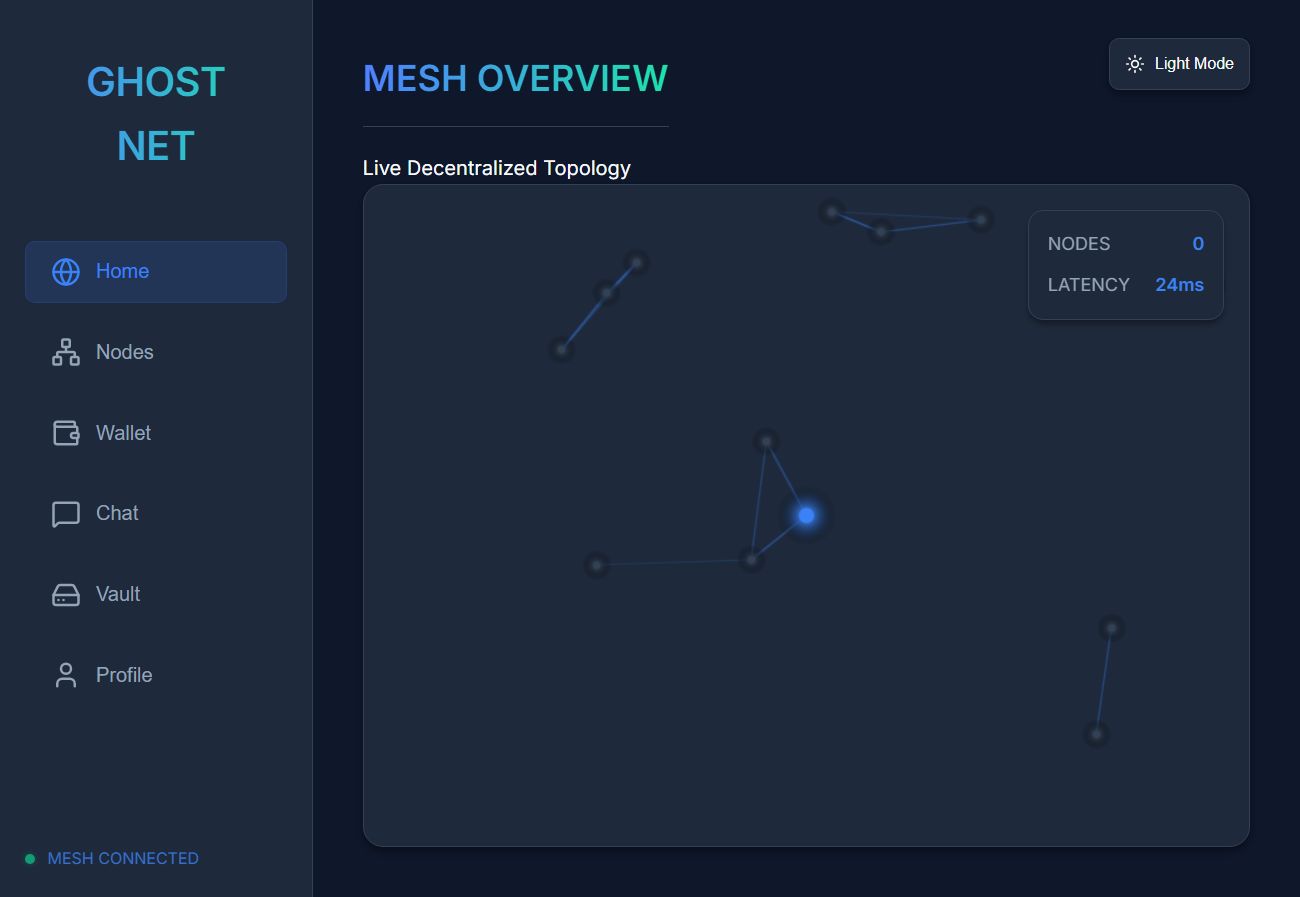 GHOST
NET
Home
Nodes
Wallet
Chat
Vault
Profile
MESH CONNECTED
MESH OVERVIEW
Light Mode
Live Decentralized Topology
NODES 0
LATENCY 24ms